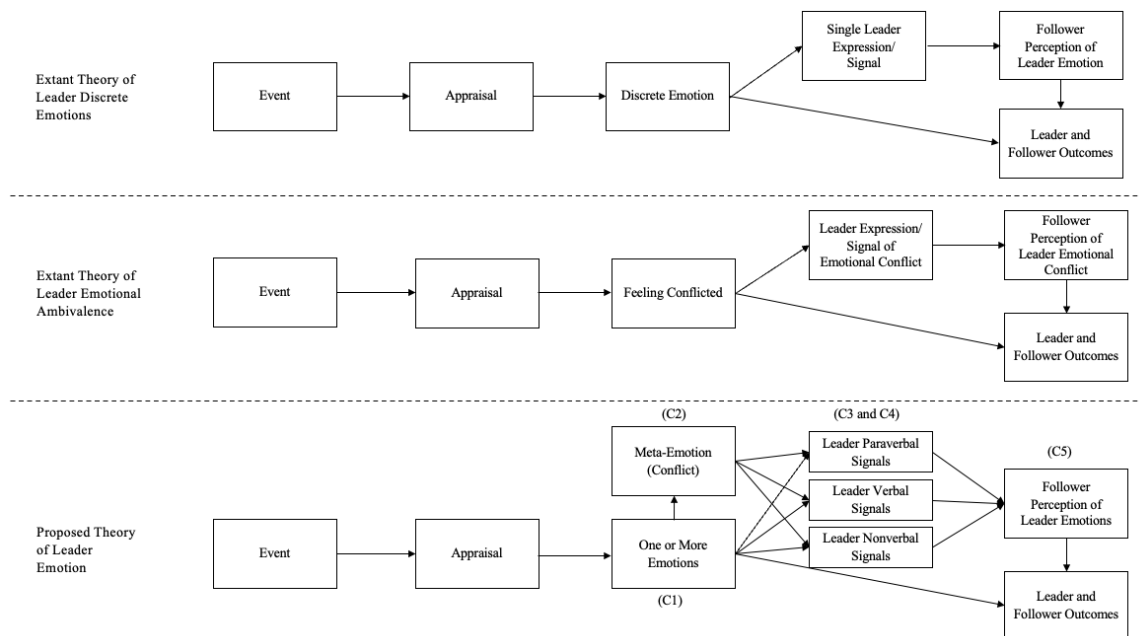 Extant Theory of
Leader Discrete
Emotions
Event
Appraisal
Discrete Emotion
Single Leader
Expression/
Signal
Follower
Perception of
Leader Emotion
Leader and
Follower Outcomes
Extant Theory of
Leader Emotional
Ambivalence
Event
Appraisal
Feeling Conflicted
Leader Expression/
Signal of
Emotional Conflict
Follower
Perception of
Leader Emotional
Conflict
Leader and
Follower Outcomes
Proposed Theory
of Leader
Emotion
Event
Appraisal
(C2)
Meta-Emotion
(Conflict)
One or More
Emotions
(C1)
(C3 and C4)
Leader Paraverbal
Signals
Leader Verbal
Signals
Leader Nonverbal
Signals
(C5)
Follower
Perception of
Leader Emotions
Leader and
Follower Outcomes